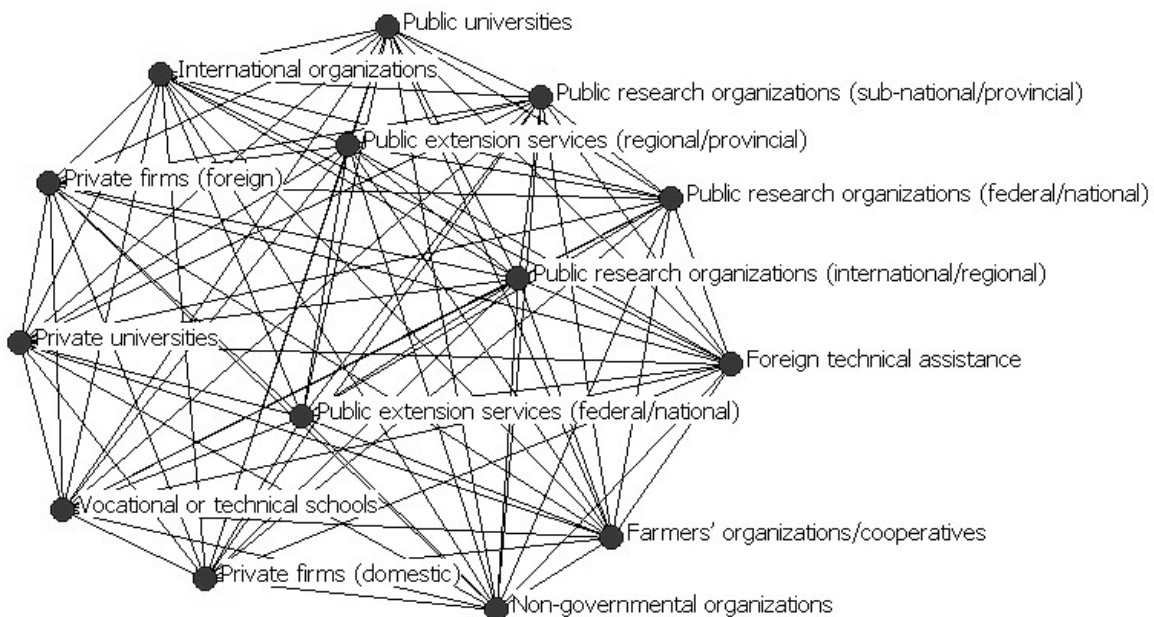 Public universities
International organizations
Public research organizations (sub-national/provincial)
Public extension services (regional/provincial)
Private firms (foreign)
Public research organizations (federal/national)
Public research organizations (international/regional)
Private universities
Foreign technical assistance
Public extension services (federal/national)
Vocational or technical schools
Farmers' organizations/cooperatives
Private firms (domestic)
Non-governmental organizations